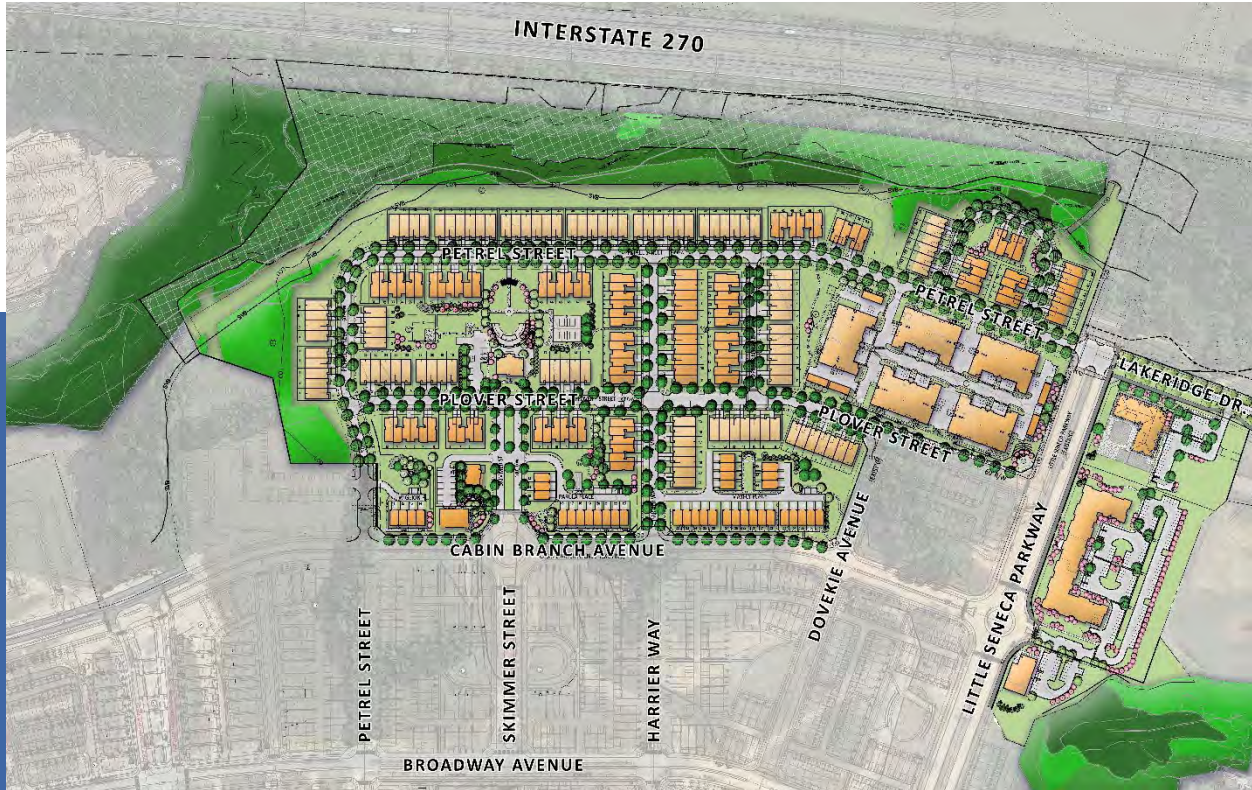 INTERSTATE 270
PETREL STREET
PETREL STREET
LAKERIDGE DR.
PLOVER STREET
PLOVER STREET
CABIN BRANCH AVENUE
DOVEKIE AVENUE
LITTLE SENECA PARKWAY
PETREL STREET
SKIMMER STREET
HARRIER WAY
BROADWAY AVENUE